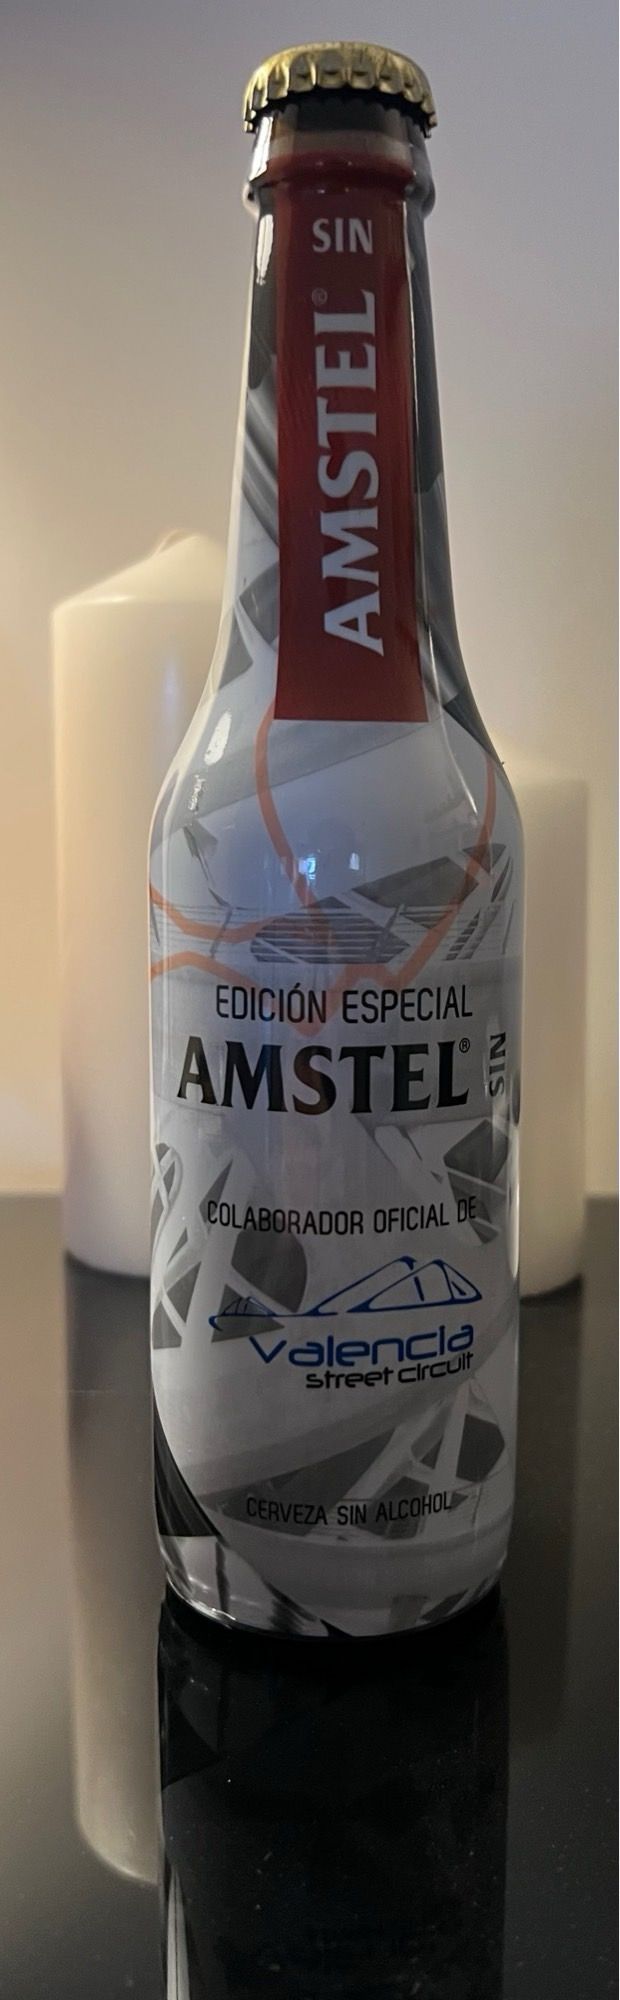 SIN
AMSTEL®
EDICIÓN ESPECIAL
AMSTEL®
SIN
COLABORADOR OFICIAL DE
Valencia
street circuit
CERVEZA SIN ALCOHOL